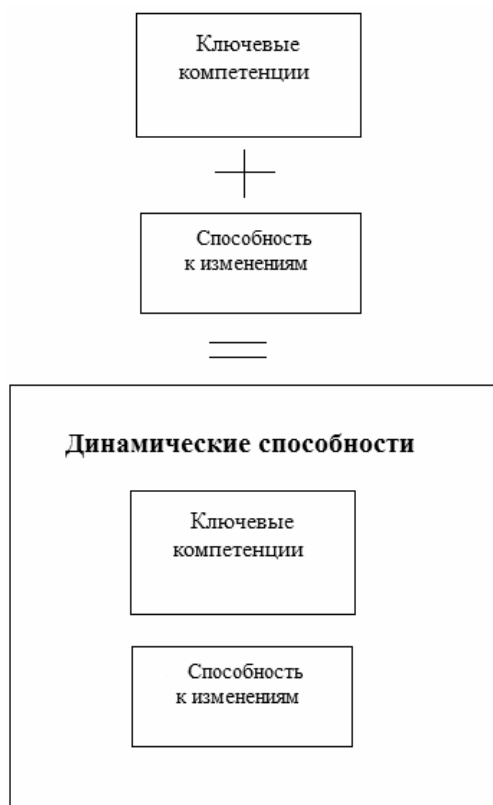 Ключевые
компетенции
Способность
к изменениям
Динамические способности
Ключевые
компетенции
Способность
к изменениям